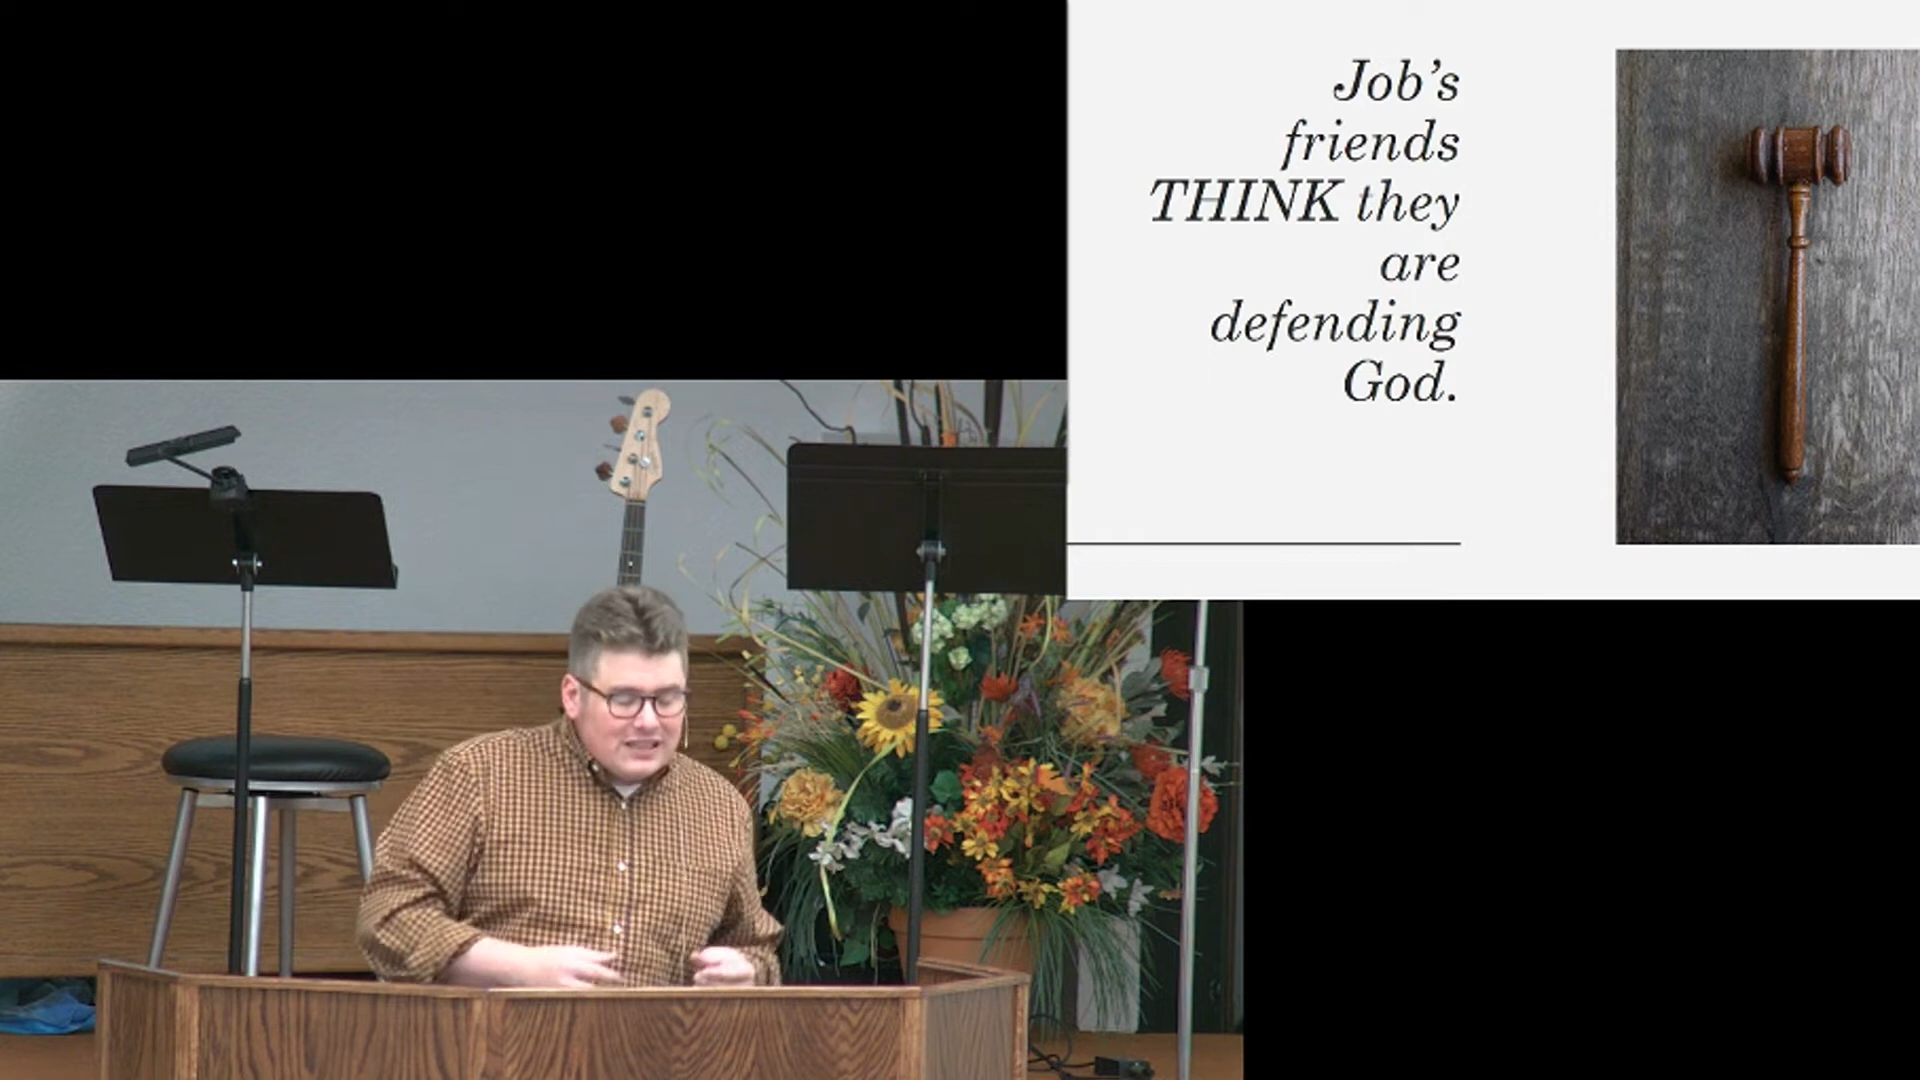 Job’s
friends
THINK they
are
defending
God.